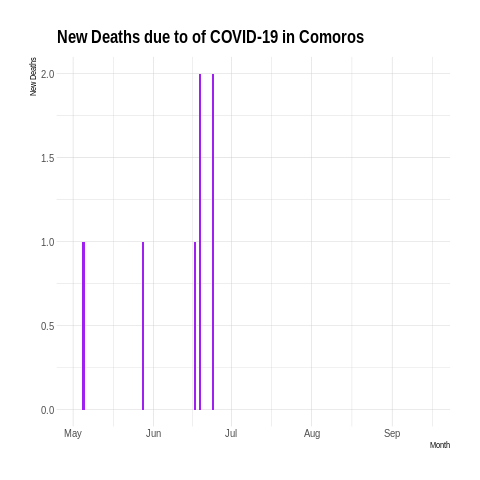 New Deaths due to of COVID-19 in Comoros
New Deaths
2.0
1.5
1.0
0.5
0.0
May Jun Jul Aug Sep
Month